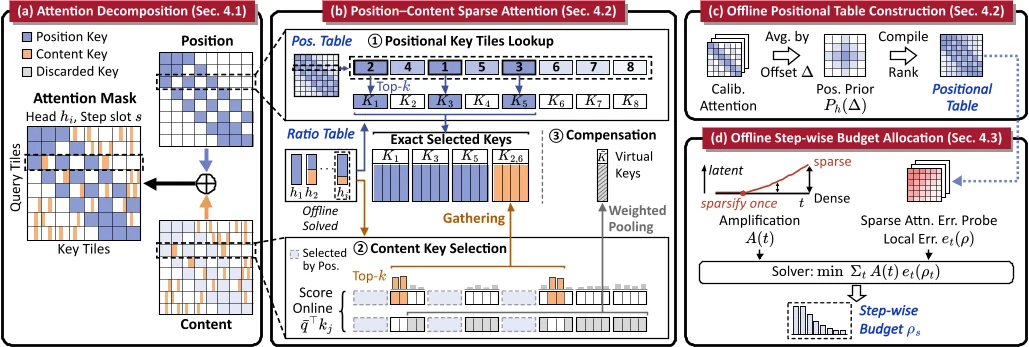 (a) Attention Decomposition (Sec. 4.1)
Position Key
Content Key
Discarded Key
Position
Attention Mask
Head h_i, Step slot s
Query Tiles
Key Tiles
Content
(b) Position–Content Sparse Attention (Sec. 4.2)
Pos. Table
① Positional Key Tiles Lookup
2 4 1 5 3 6 7 8
Top-k
K_1 K_2 K_3 K_4 K_5 K_6 K_7 K_8
Ratio Table
h_1 h_2 ... h_i
Offline
Solved
Exact Selected Keys
K_1 K_3 K_5 K_{2,6}
③ Compensation
K̄
Virtual
Keys
Gathering
Weighted
Pooling
② Content Key Selection
Selected
by Pos.
Top-k
Score
Online
q̄^⊤k_j
(c) Offline Positional Table Construction (Sec. 4.2)
Calib.
Attention
Avg. by
Offset Δ
Pos. Prior
P_h(Δ)
Compile
Rank
Positional
Table
(d) Offline Step-wise Budget Allocation (Sec. 4.3)
latent
sparse
sparsify once
t
Dense
Amplification
A(t)
Sparse Attn. Err. Probe
Local Err. e_t(ρ)
Solver: min Σ_t A(t) e_t(ρ_t)
Step-wise
Budget ρ_s